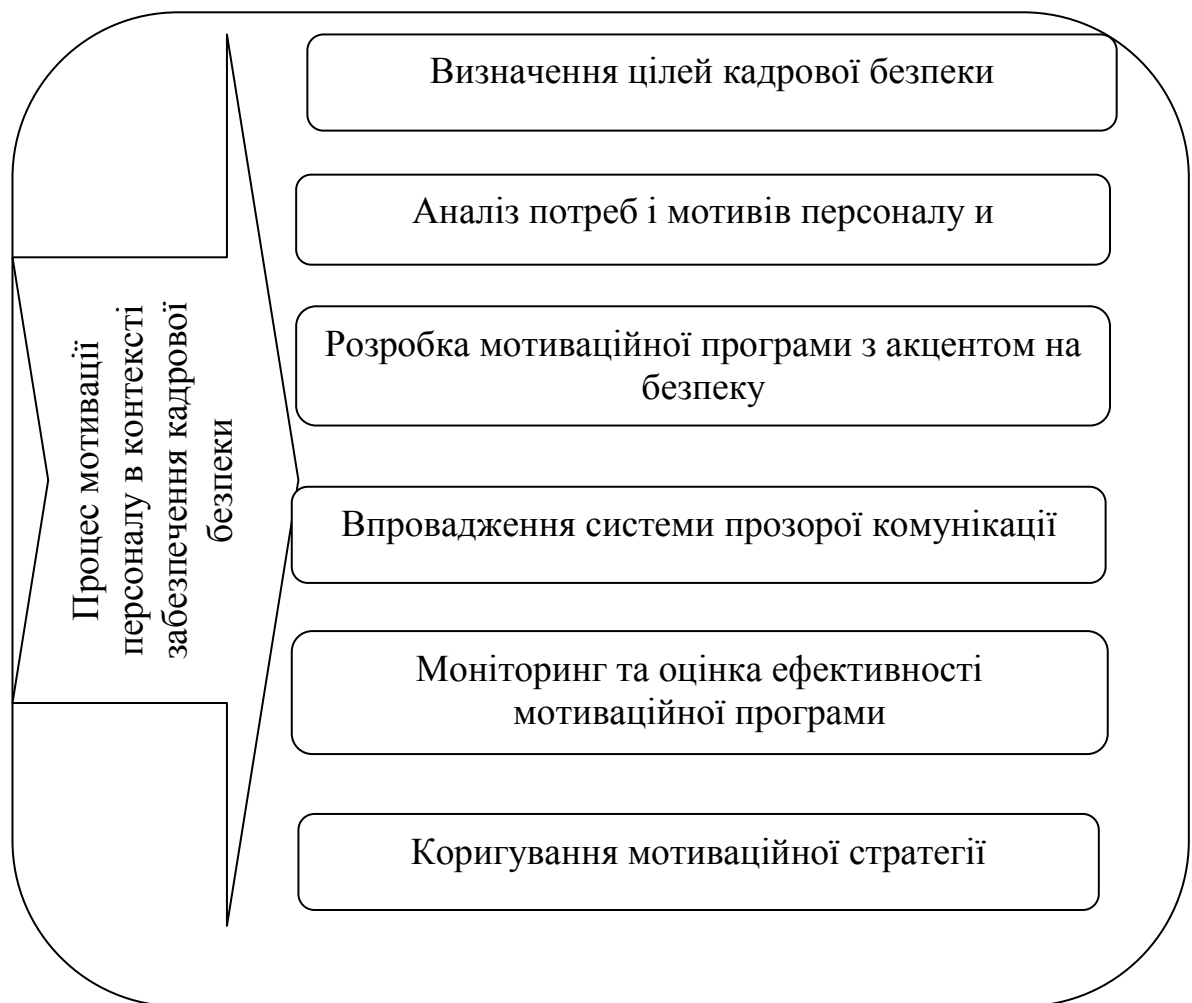 Процес мотивації
персоналу в контексті
забезпечення кадрової
безпеки
Визначення цілей кадрової безпеки
Аналіз потреб і мотивів персоналу и
Розробка мотиваційної програми з акцентом на
безпеку
Впровадження системи прозорої комунікації
Моніторинг та оцінка ефективності
мотиваційної програми
Коригування мотиваційної стратегії